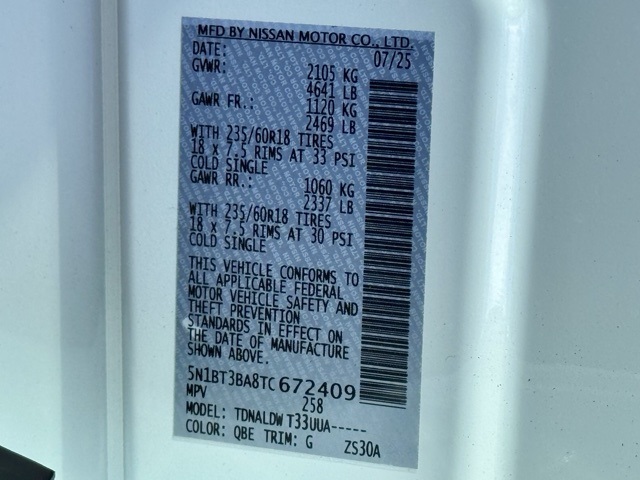 MFD BY NISSAN MOTOR CO., LTD.
DATE: 07/25
GVWR: 2105 KG
4641 LB
GAWR FR.: 1120 KG
2469 LB
WITH 235/60R18 TIRES
18 x 7.5 RIMS AT 33 PSI
COLD SINGLE
GAWR RR.: 1060 KG
2337 LB
WITH 235/60R18 TIRES
18 x 7.5 RIMS AT 30 PSI
COLD SINGLE
THIS VEHICLE CONFORMS TO
ALL APPLICABLE FEDERAL
MOTOR VEHICLE SAFETY AND
THEFT PREVENTION
STANDARDS IN EFFECT ON
THE DATE OF MANUFACTURE
SHOWN ABOVE.
5N1BT3BA8TC672409
MPV 258
MODEL: TDNALDW T33UUA-----
COLOR: QBE TRIM: G ZS30A